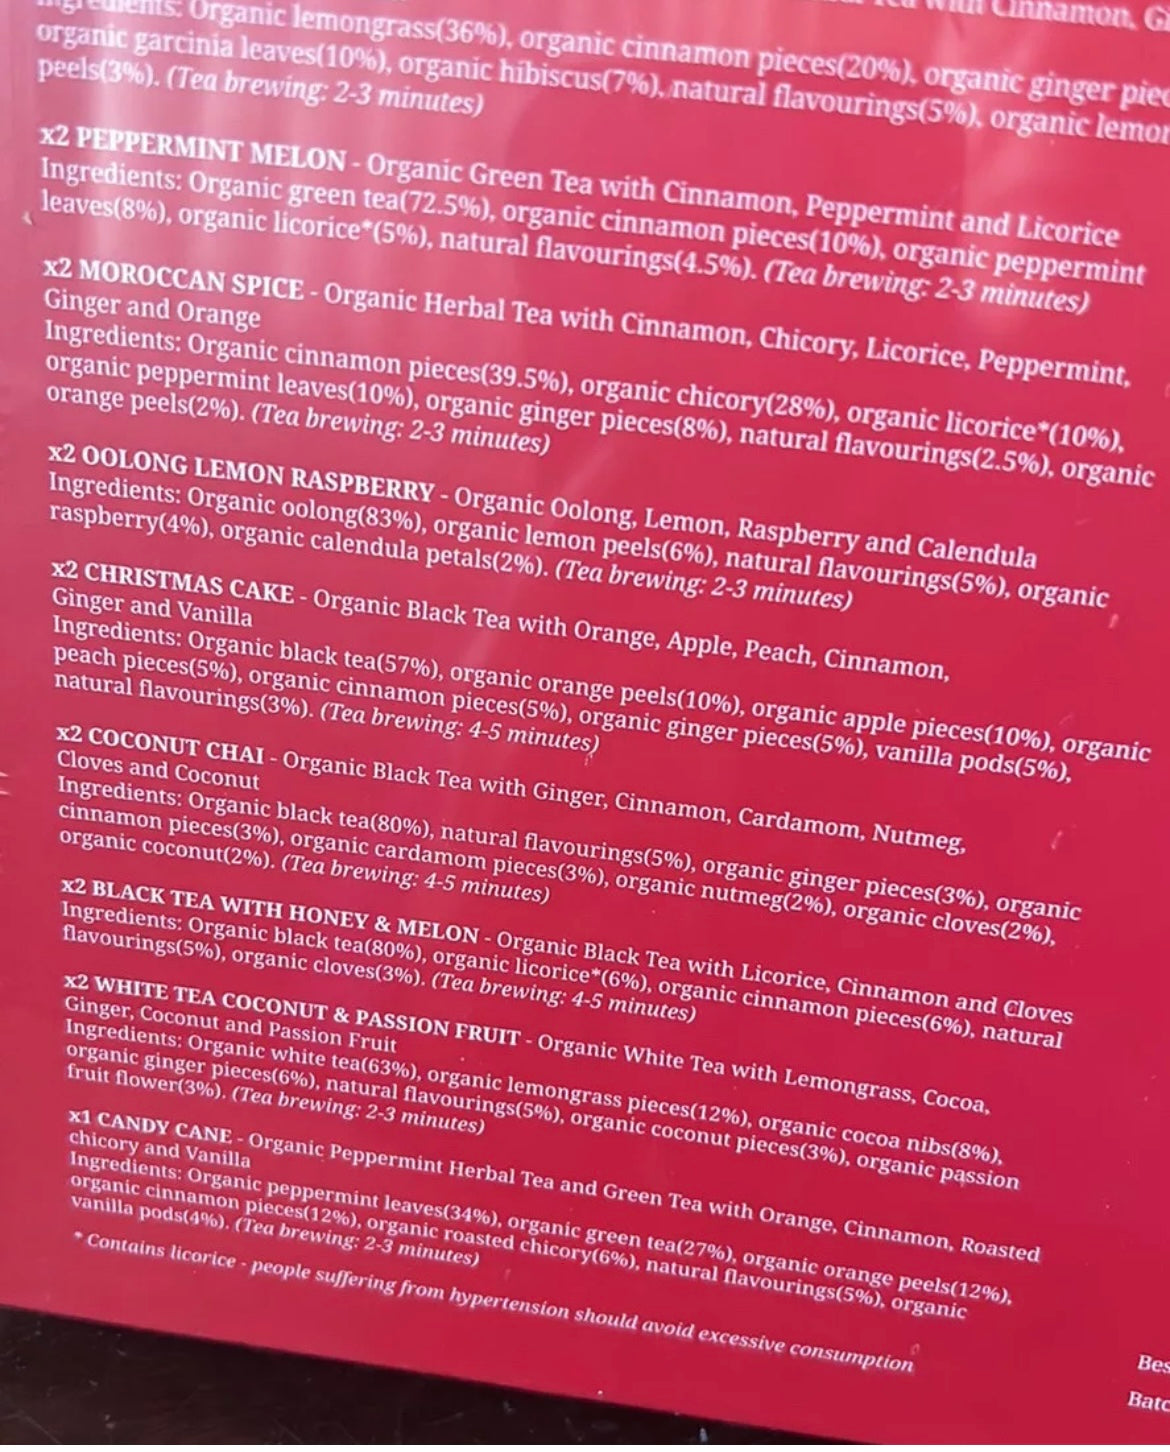 Tea with Cinnamon, G
Ingredients: Organic lemongrass(36%), organic cinnamon pieces(20%), organic ginger piec
organic garcinia leaves(10%), organic hibiscus(7%), natural flavourings(5%), organic lemon
peels(3%). (Tea brewing: 2-3 minutes)
x2 PEPPERMINT MELON - Organic Green Tea with Cinnamon, Peppermint and Licorice
Ingredients: Organic green tea(72.5%), organic cinnamon pieces(10%), organic peppermint
leaves(8%), organic licorice*(5%), natural flavourings(4.5%). (Tea brewing: 2-3 minutes)
x2 MOROCCAN SPICE - Organic Herbal Tea with Cinnamon, Chicory, Licorice, Peppermint,
Ginger and Orange
Ingredients: Organic cinnamon pieces(39.5%), organic chicory(28%), organic licorice*(10%),
organic peppermint leaves(10%), organic ginger pieces(8%), natural flavourings(2.5%), organic
orange peels(2%). (Tea brewing: 2-3 minutes)
x2 OOLONG LEMON RASPBERRY - Organic Oolong, Lemon, Raspberry and Calendula
Ingredients: Organic oolong(83%), organic lemon peels(6%), natural flavourings(5%), organic
raspberry(4%), organic calendula petals(2%). (Tea brewing: 2-3 minutes)
x2 CHRISTMAS CAKE - Organic Black Tea with Orange, Apple, Peach, Cinnamon,
Ginger and Vanilla
Ingredients: Organic black tea(57%), organic orange peels(10%), organic apple pieces(10%), organic
peach pieces(5%), organic cinnamon pieces(5%), organic ginger pieces(5%), vanilla pods(5%),
natural flavourings(3%). (Tea brewing: 4-5 minutes)
x2 COCONUT CHAI - Organic Black Tea with Ginger, Cinnamon, Cardamom, Nutmeg,
Cloves and Coconut
Ingredients: Organic black tea(80%), natural flavourings(5%), organic ginger pieces(3%), organic
cinnamon pieces(3%), organic cardamom pieces(3%), organic nutmeg(2%), organic cloves(2%),
organic coconut(2%). (Tea brewing: 4-5 minutes)
x2 BLACK TEA WITH HONEY & MELON - Organic Black Tea with Licorice, Cinnamon and Cloves
Ingredients: Organic black tea(80%), organic licorice*(6%), organic cinnamon pieces(6%), natural
flavourings(5%), organic cloves(3%). (Tea brewing: 4-5 minutes)
x2 WHITE TEA COCONUT & PASSION FRUIT - Organic White Tea with Lemongrass, Cocoa,
Ginger, Coconut and Passion Fruit
Ingredients: Organic white tea(63%), organic lemongrass pieces(12%), organic cocoa nibs(8%),
organic ginger pieces(6%), natural flavourings(5%), organic coconut pieces(3%), organic passion
fruit flower(3%). (Tea brewing: 2-3 minutes)
x1 CANDY CANE - Organic Peppermint Herbal Tea and Green Tea with Orange, Cinnamon, Roasted
chicory and Vanilla
Ingredients: Organic peppermint leaves(34%), organic green tea(27%), organic orange peels(12%),
organic cinnamon pieces(12%), organic roasted chicory(6%), natural flavourings(5%), organic
vanilla pods(4%). (Tea brewing: 2-3 minutes)
* Contains licorice - people suffering from hypertension should avoid excessive consumption
Bes
Batc